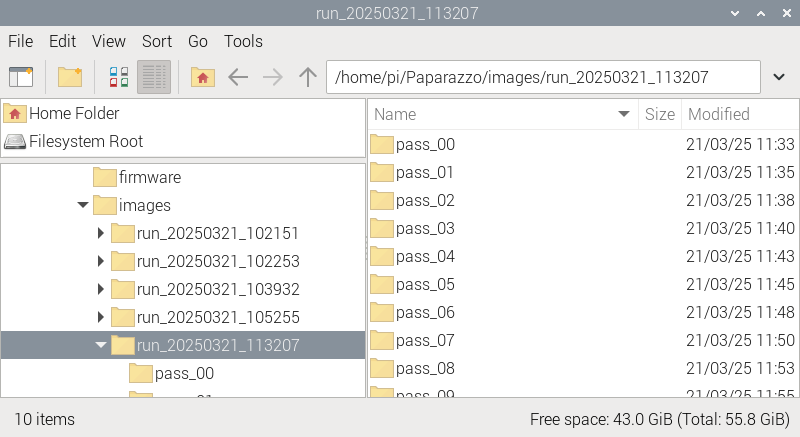 run_20250321_113207
File Edit View Sort Go Tools
/home/pi/Paparazzo/images/run_20250321_113207
Home Folder
Filesystem Root
firmware
images
run_20250321_102151
run_20250321_102253
run_20250321_103932
run_20250321_105255
run_20250321_113207
pass_00
Name Size Modified
pass_00 21/03/25 11:33
pass_01 21/03/25 11:35
pass_02 21/03/25 11:38
pass_03 21/03/25 11:40
pass_04 21/03/25 11:43
pass_05 21/03/25 11:45
pass_06 21/03/25 11:48
pass_07 21/03/25 11:50
pass_08 21/03/25 11:53
pass_09 21/03/25 11:55
10 items
Free space: 43.0 GiB (Total: 55.8 GiB)